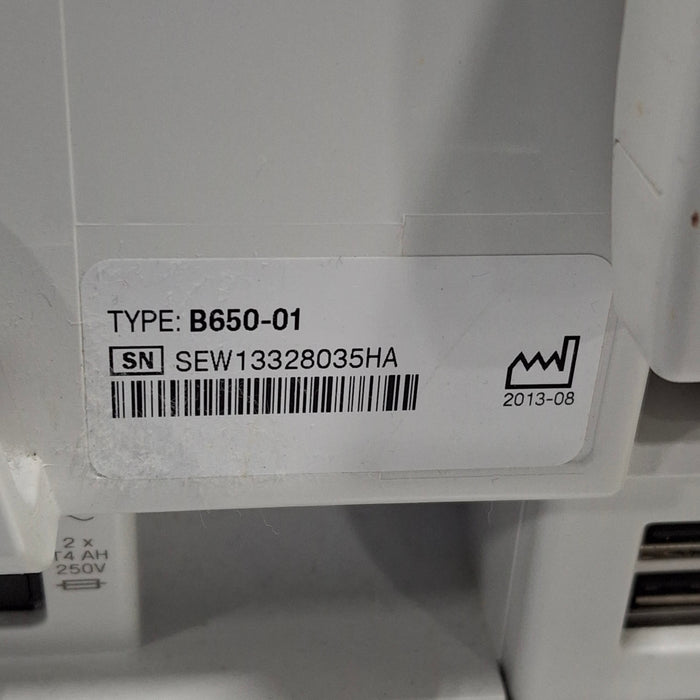 TYPE: B650-01
SN SEW13328035HA
2013-08
2 x
T4 AH
250V